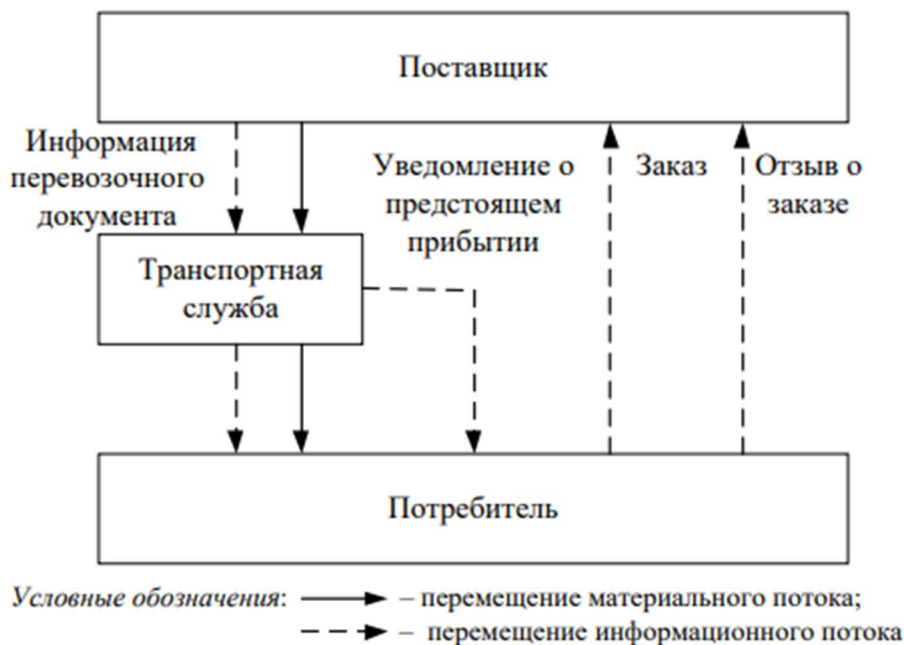 Поставщик
Информация
перевозочного
документа
Уведомление о
предстоящем
прибытии
Заказ
Отзыв о
заказе
Транспортная
служба
Потребитель
Условные обозначения: – перемещение материального потока;
– перемещение информационного потока